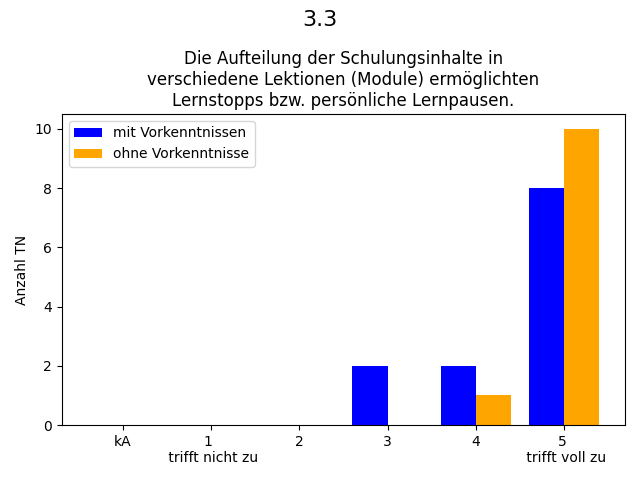 3.3
Die Aufteilung der Schulungsinhalte in
verschiedene Lektionen (Module) ermöglichten
Lernstopps bzw. persönliche Lernpausen.
mit Vorkenntnissen
ohne Vorkenntnisse
Anzahl TN
10
8
6
4
2
0
kA 1 2 3 4 5
trifft nicht zu trifft voll zu